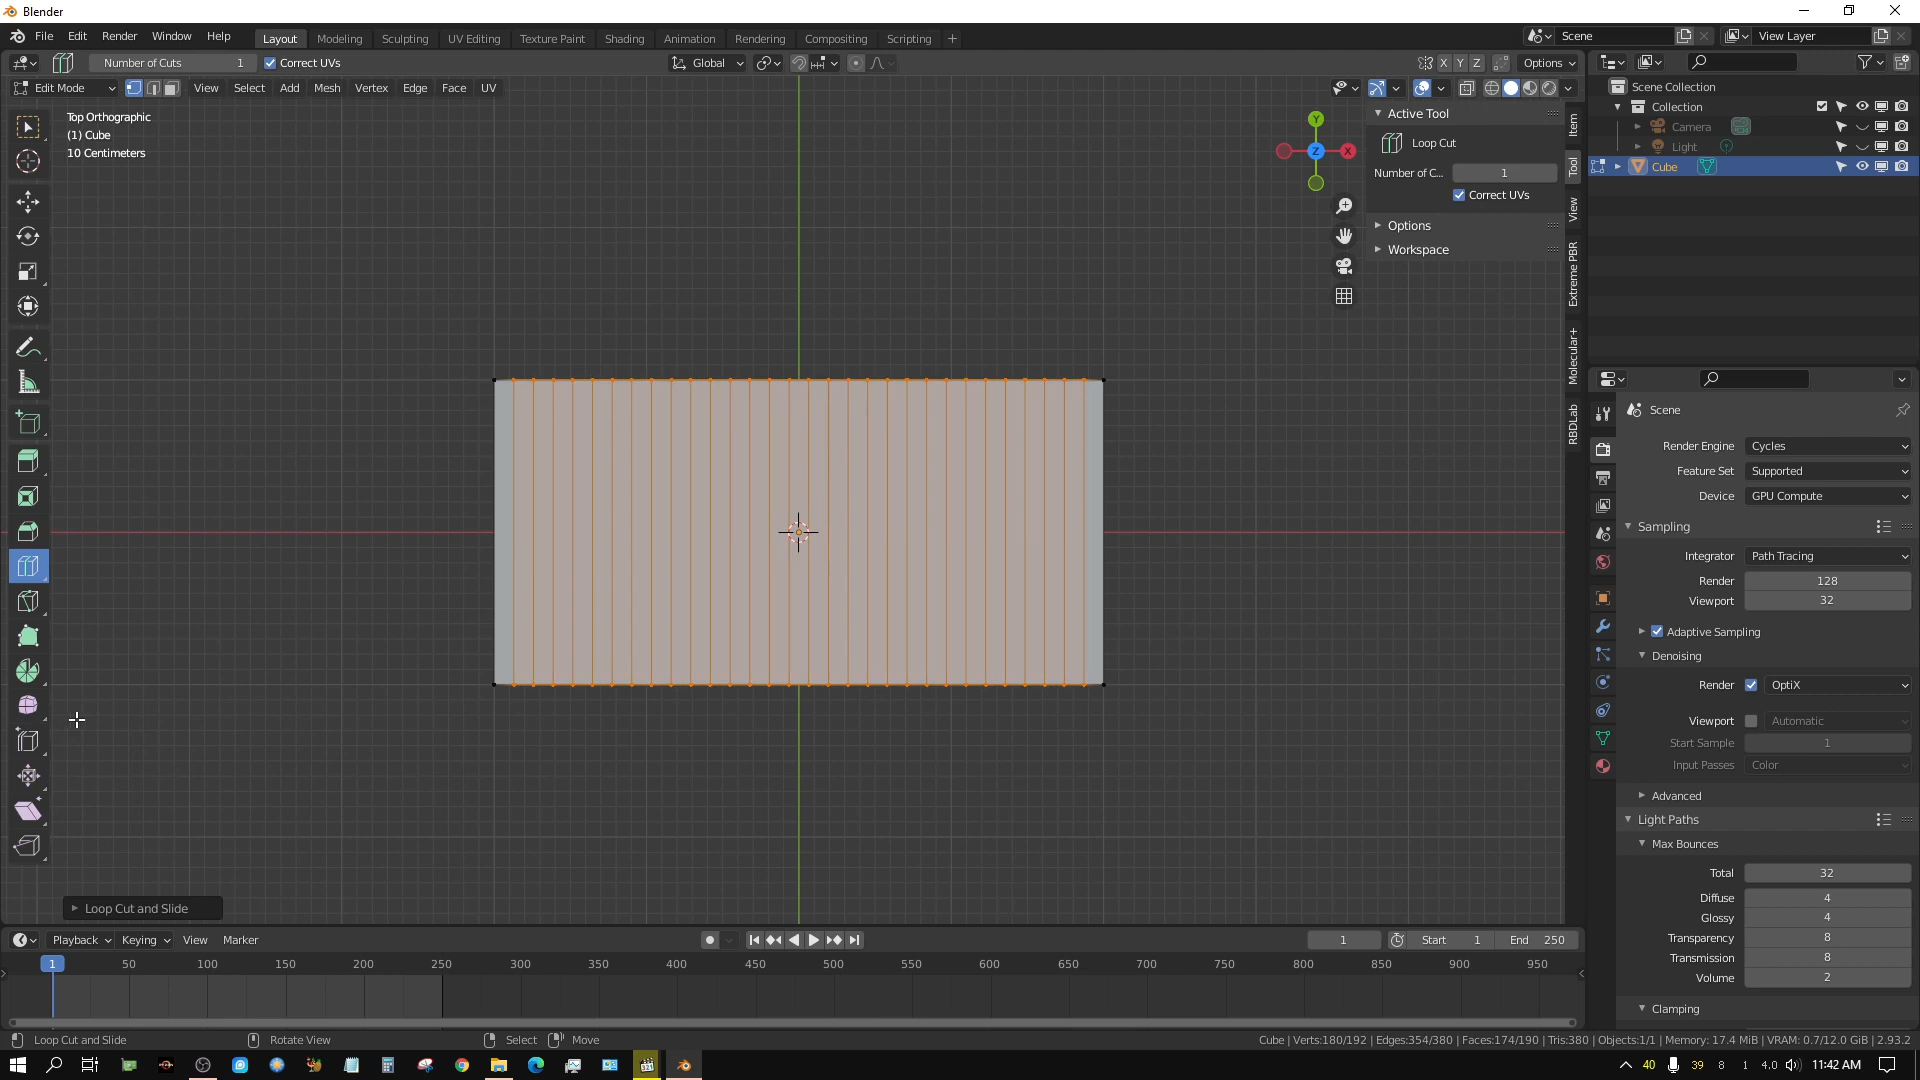 Blender
File Edit Render Window Help Layout Modeling Sculpting UV Editing Texture Paint Shading Animation Rendering Compositing Scripting + Scene View Layer
Number of Cuts 1 Correct UVs Global X Y Z Options
Edit Mode View Select Add Mesh Vertex Edge Face UV
Top Orthographic
(1) Cube
10 Centimeters
Y
Z
X
Active Tool
Loop Cut
Number of C... 1
Correct UVs
Options
Workspace
Item
Tool
View
Extreme PBR
Molecular+
RBDLab
Scene Collection
Collection
Camera
Light
Cube
Scene
Render Engine Cycles
Feature Set Supported
Device GPU Compute
Sampling
Integrator Path Tracing
Render 128
Viewport 32
Adaptive Sampling
Denoising
Render OptiX
Viewport Automatic
Start Sample 1
Input Passes Color
Advanced
Light Paths
Max Bounces
Total 32
Diffuse 4
Glossy 4
Transparency 8
Transmission 8
Volume 2
Clamping
Loop Cut and Slide
Playback Keying View Marker 1 Start 1 End 250
1 50 100 150 200 250 300 350 400 450 500 550 600 650 700 750 800 850 900 950
Loop Cut and Slide Rotate View Select Move Cube | Verts:180/192 | Edges:354/380 | Faces:174/190 | Tris:380 | Objects:1/1 | Memory: 17.4 MiB | VRAM: 0.7/12.0 GiB | 2.93.2
40 39 8 1 4.0 11:42 AM